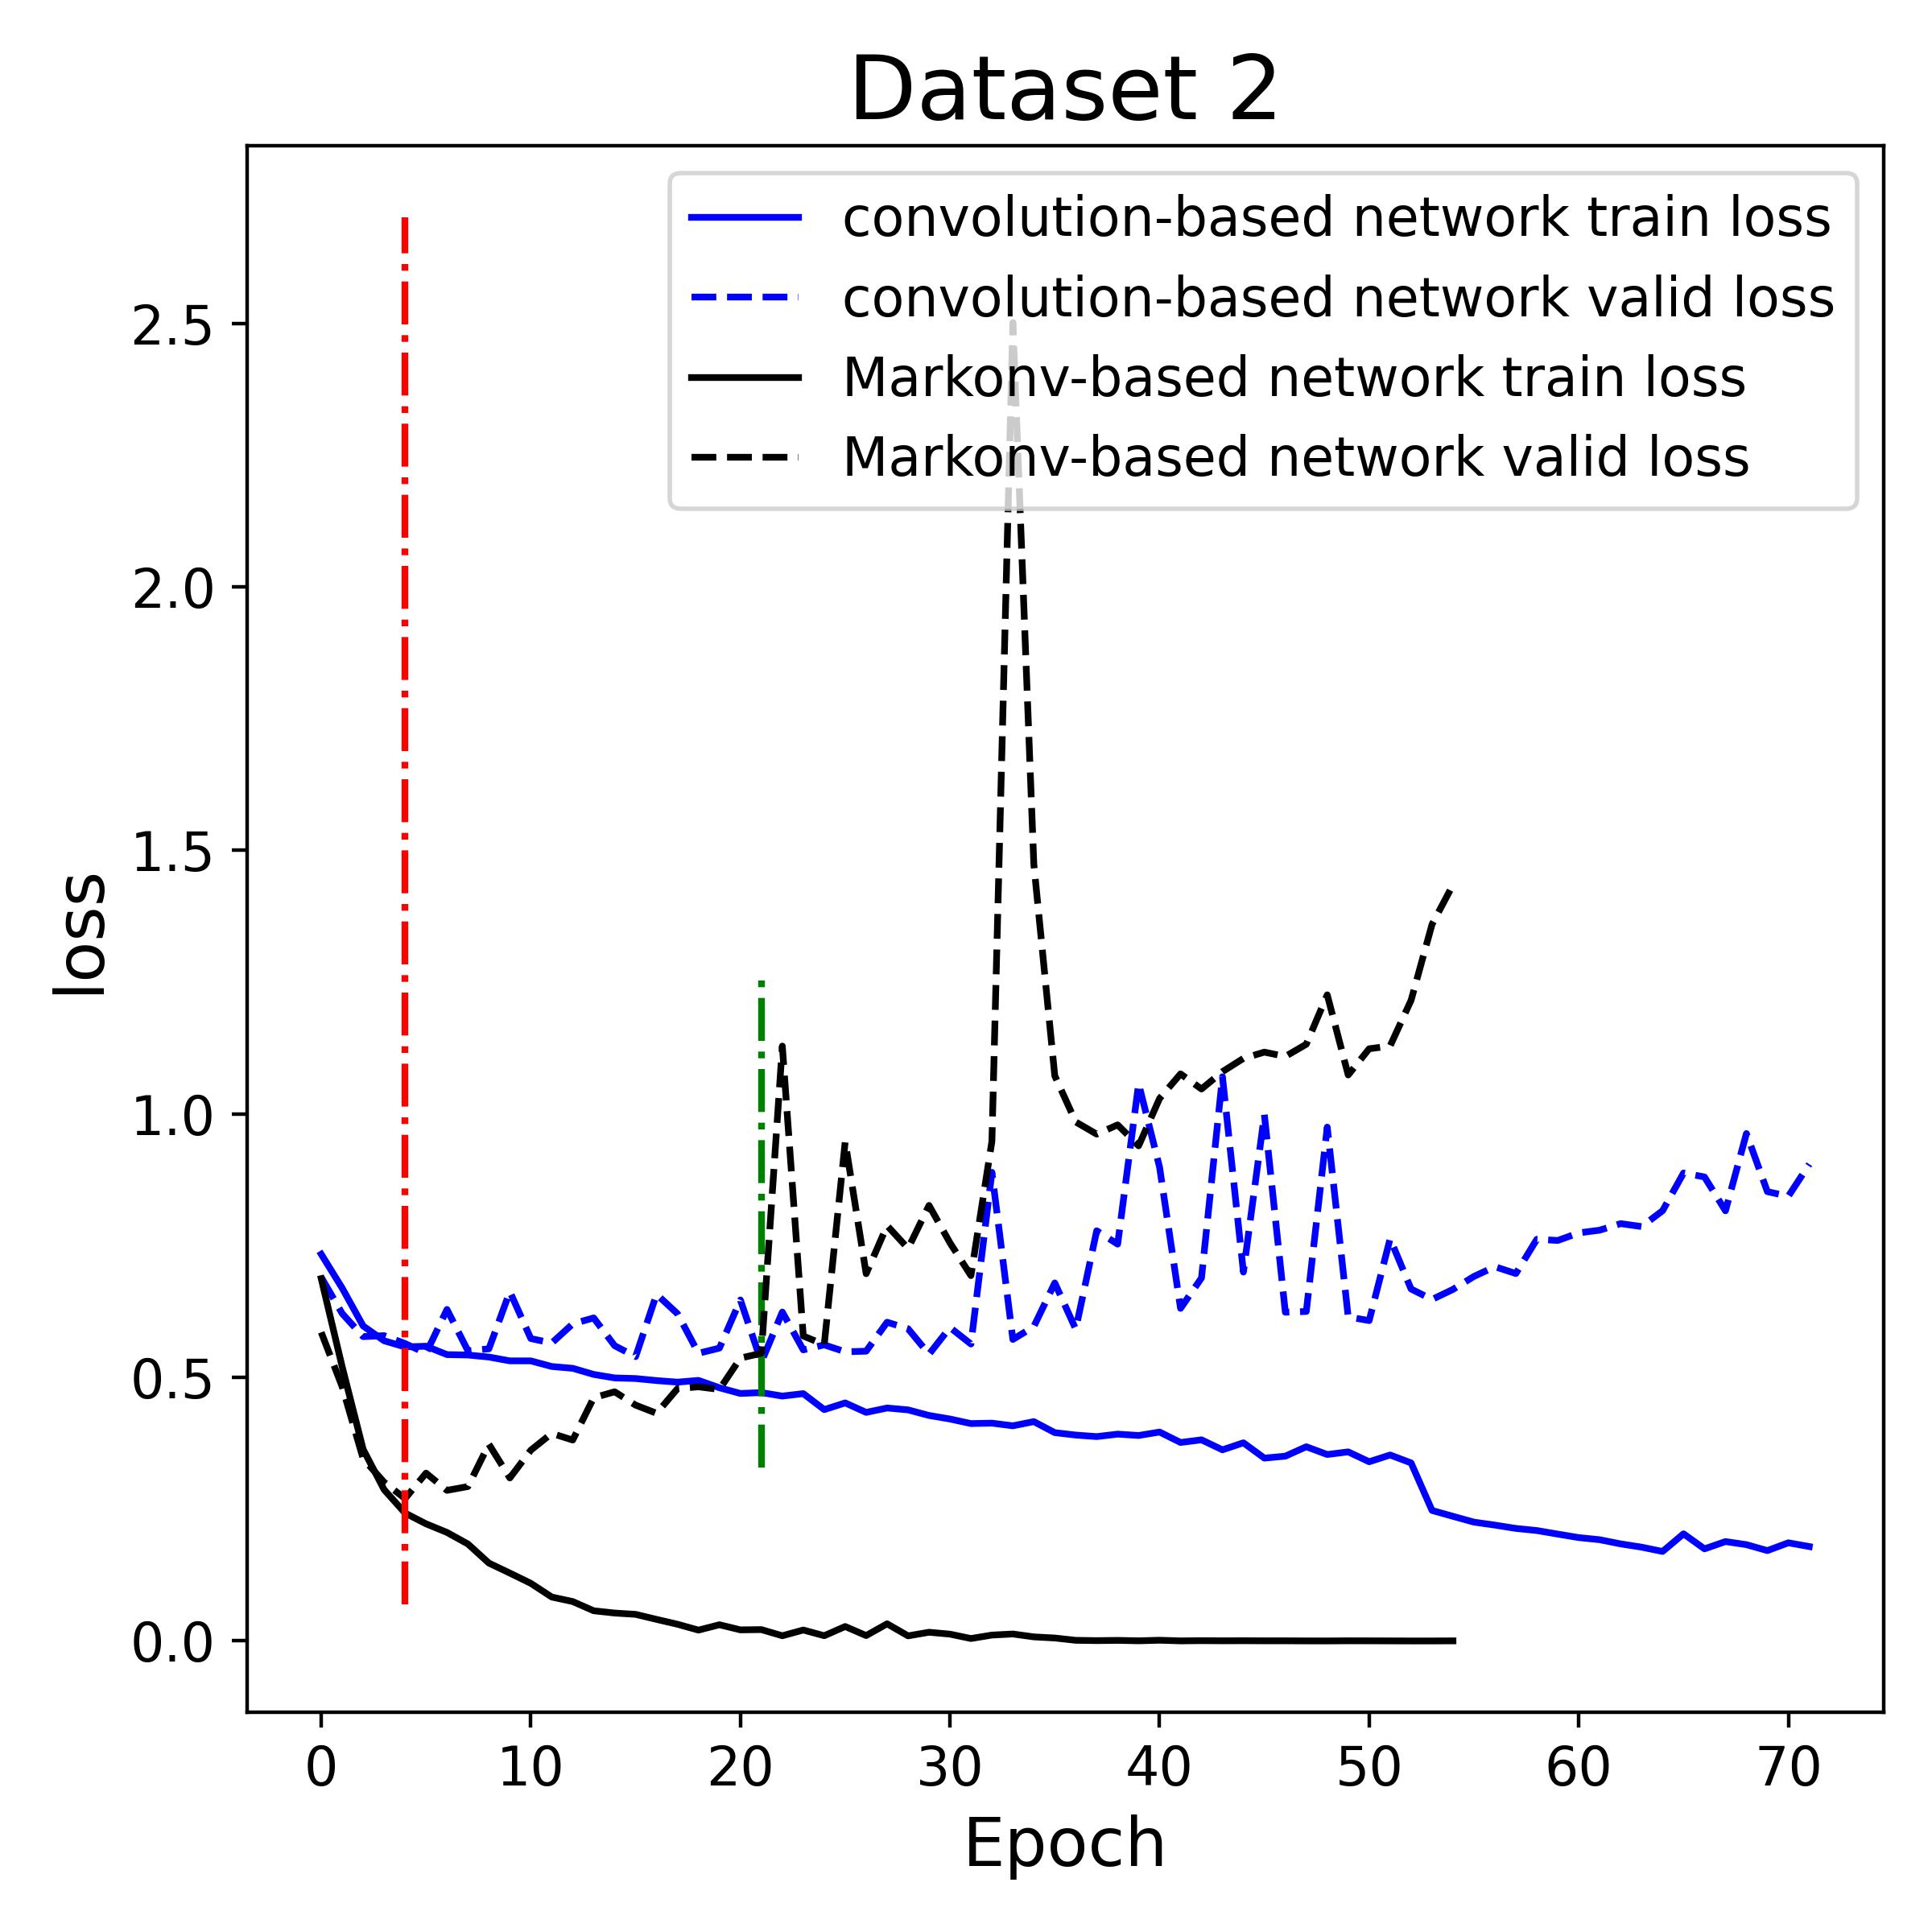 Dataset 2
convolution-based network train loss
convolution-based network valid loss
Markonv-based network train loss
Markonv-based network valid loss
2.5
2.0
1.5
1.0
0.5
0.0
loss
0 10 20 30 40 50 60 70
Epoch